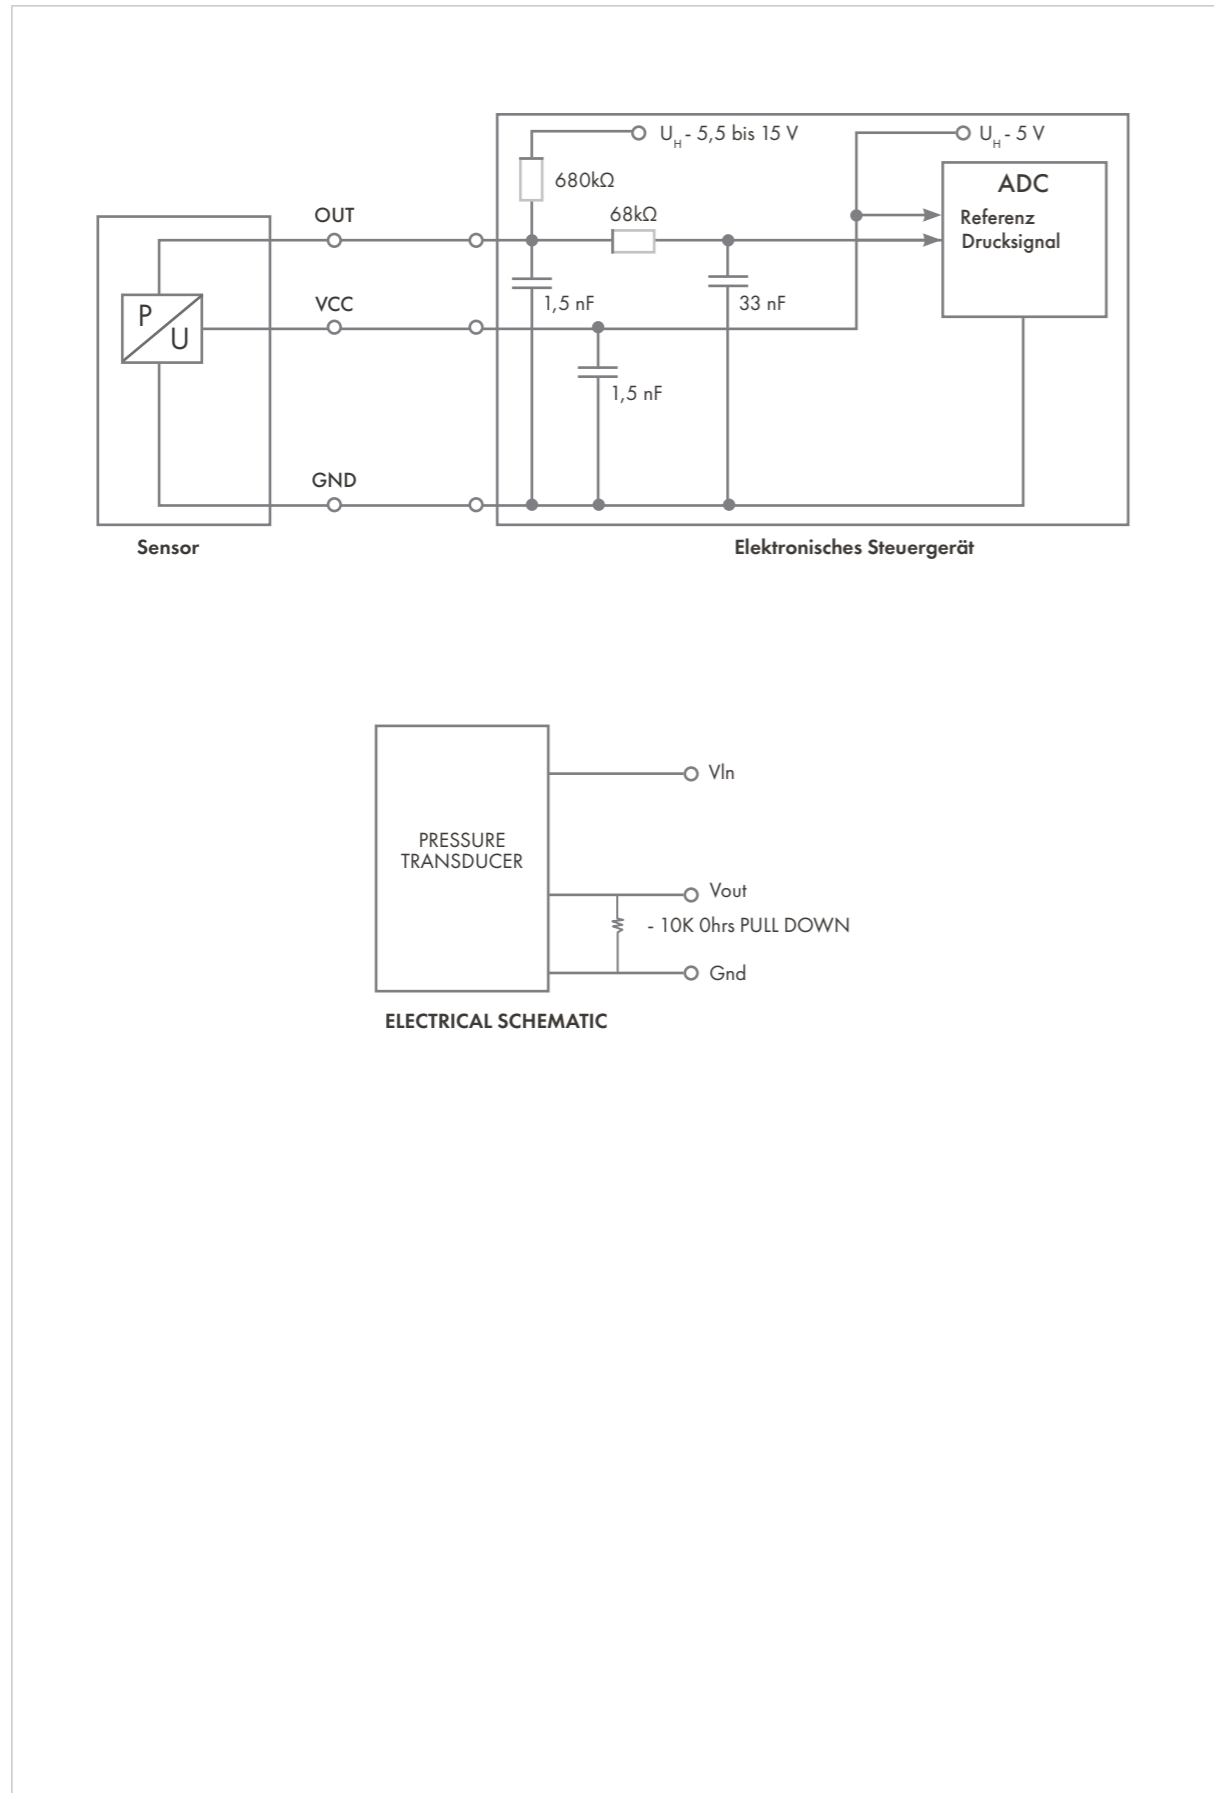 U_H - 5,5 bis 15 V
U_H - 5 V
680kΩ
ADC
68kΩ
OUT
Referenz
Drucksignal
1,5 nF
33 nF
VCC
P
U
1,5 nF
GND
Sensor
Elektronisches Steuergerät
VIn
PRESSURE
TRANSDUCER
Vout
- 10K 0hrs PULL DOWN
Gnd
ELECTRICAL SCHEMATIC